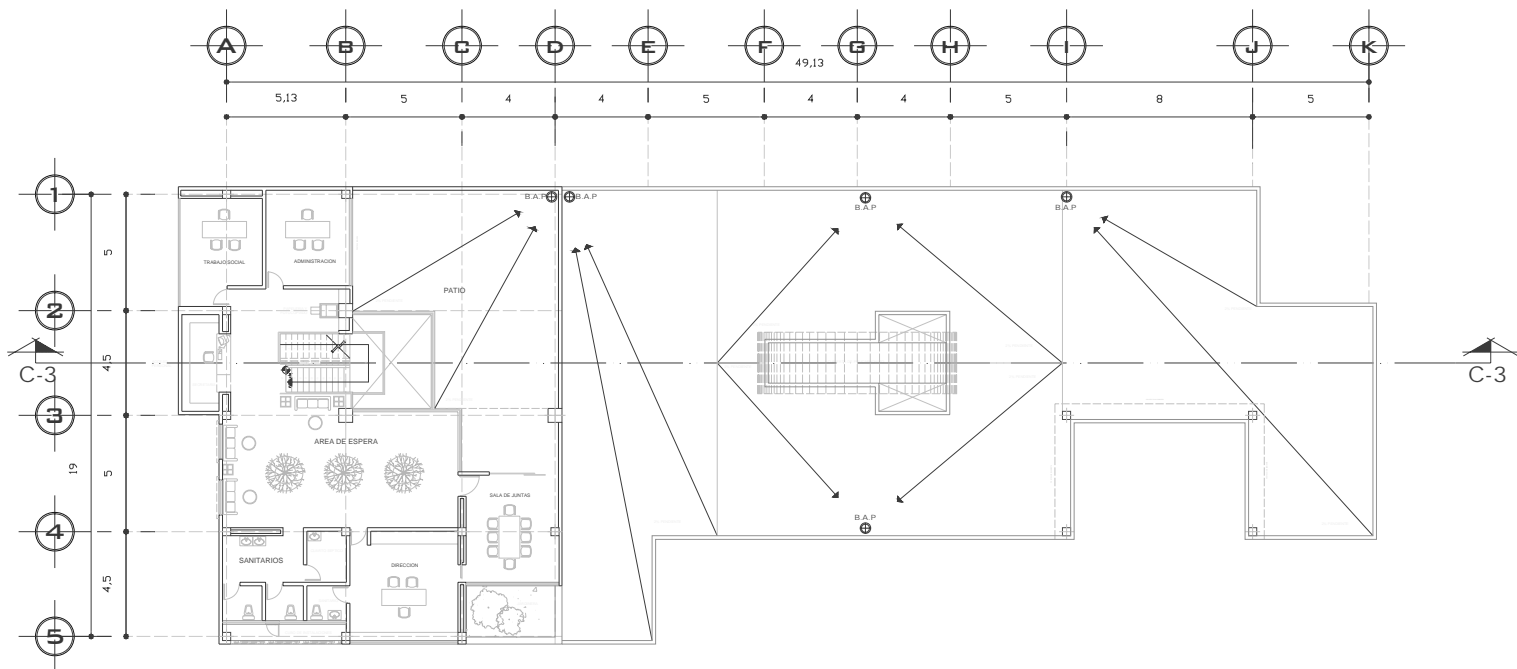 A B C D E F G H I J K
49,13
5,13 5 4 4 5 4 4 5 8 5
1
B.A.P B.A.P B.A.P B.A.P
5
TRABAJO SOCIAL ADMINISTRACION
PATIO
2
4,5
C-3 C-3
3
AREA DE ESPERA
19
5
SALA DE JUNTAS
4
B.A.P
SANITARIOS
DIRECCION
4,5
5